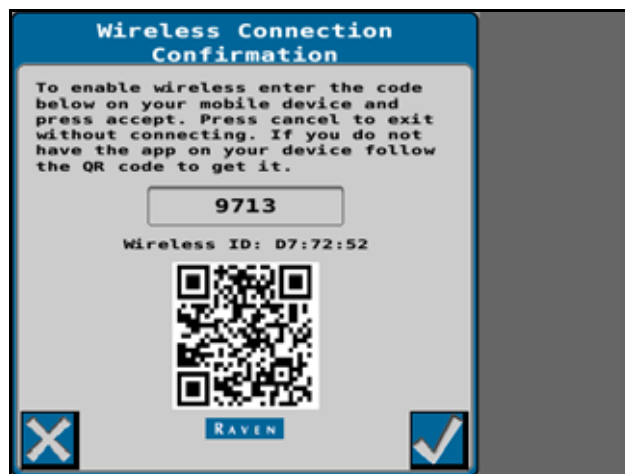 Wireless Connection
Confirmation
To enable wireless enter the code
below on your mobile device and
press accept. Press cancel to exit
without connecting. If you do not
have the app on your device follow
the QR code to get it.
9713
Wireless ID: D7:72:52
RAVEN